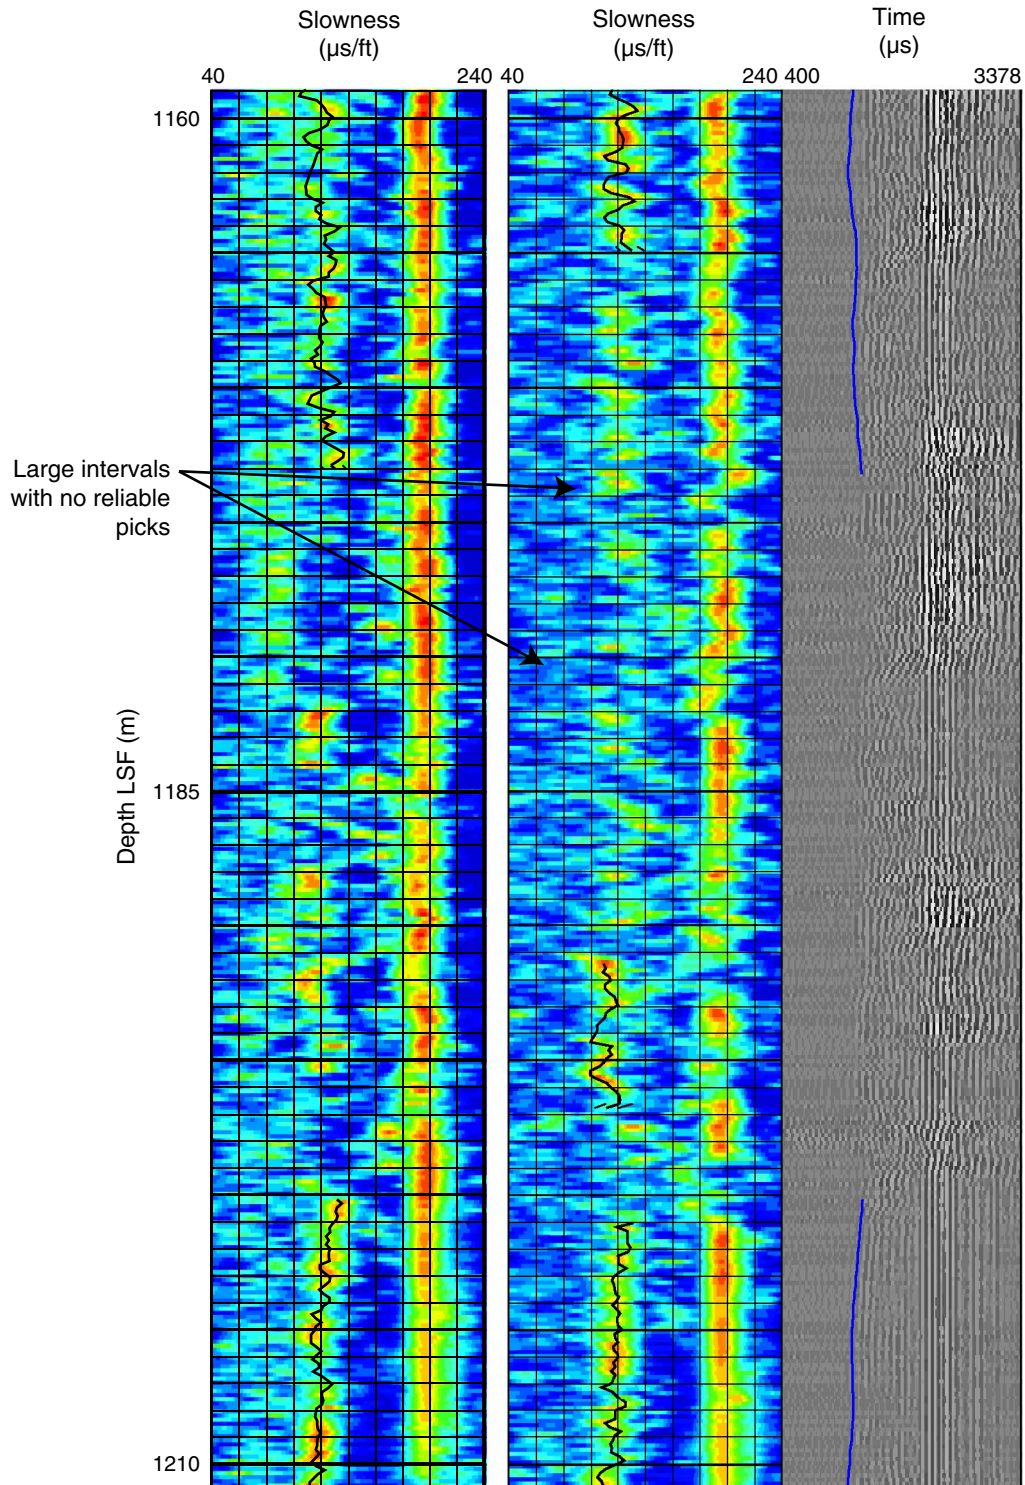 Slowness
(µs/ft)
Slowness
(µs/ft)
Time
(µs)
40
240
40
240
400
3378
1160
Large intervals
with no reliable
picks
Depth LSF (m)
1185
1210